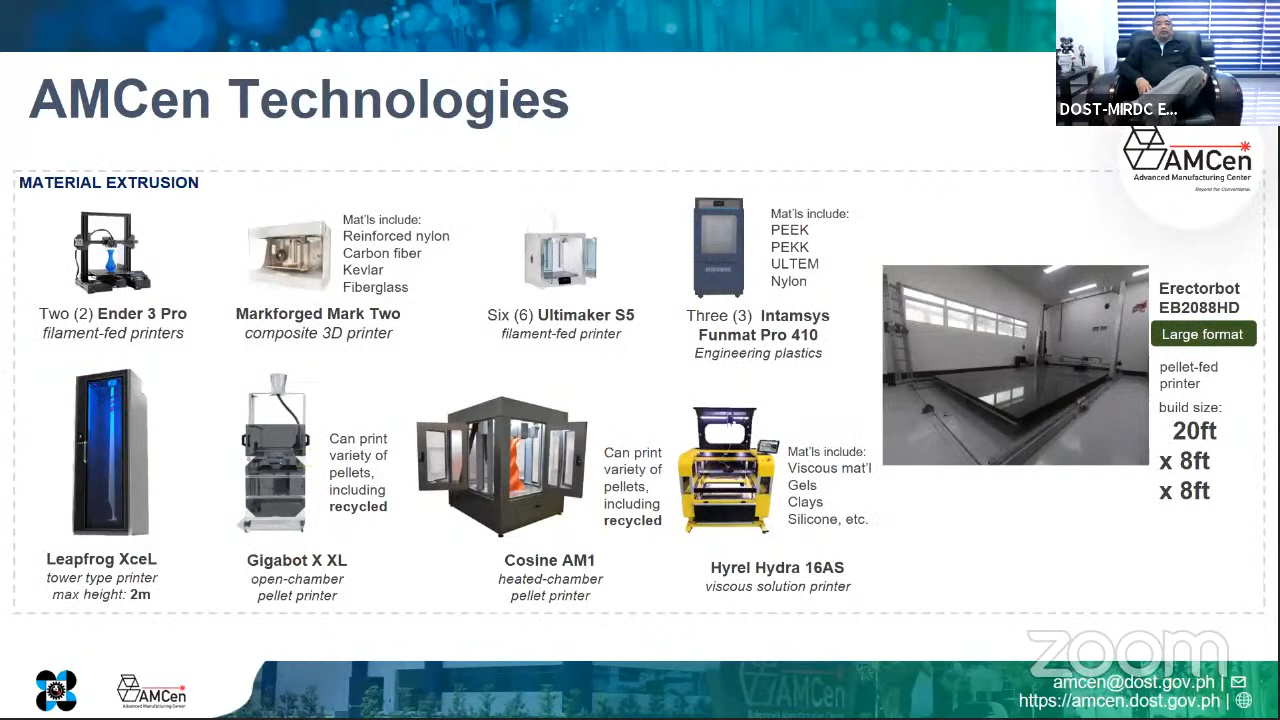 AMCen Technologies
DOST-MIRDC E...
AMCen
Advanced Manufacturing Center
Beyond the Conventional.
MATERIAL EXTRUSION
Two (2) Ender 3 Pro
filament-fed printers
Mat'ls include:
Reinforced nylon
Carbon fiber
Kevlar
Fiberglass
Markforged Mark Two
composite 3D printer
Six (6) Ultimaker S5
filament-fed printer
Mat'ls include:
PEEK
PEKK
ULTEM
Nylon
Three (3) Intamsys
Funmat Pro 410
Engineering plastics
Erectorbot
EB2088HD
Large format
pellet-fed
printer
build size:
20ft
x 8ft
x 8ft
Leapfrog XceL
tower type printer
max height: 2m
Can print
variety of
pellets,
including
recycled
Gigabot X XL
open-chamber
pellet printer
Can print
variety of
pellets,
including
recycled
Cosine AM1
heated-chamber
pellet printer
Mat'ls include:
Viscous mat'l
Gels
Clays
Silicone, etc.
Hyrel Hydra 16AS
viscous solution printer
zoom
AMCen
Advanced Manufacturing Center
amcen@dost.gov.ph |
https://amcen.dost.gov.ph |